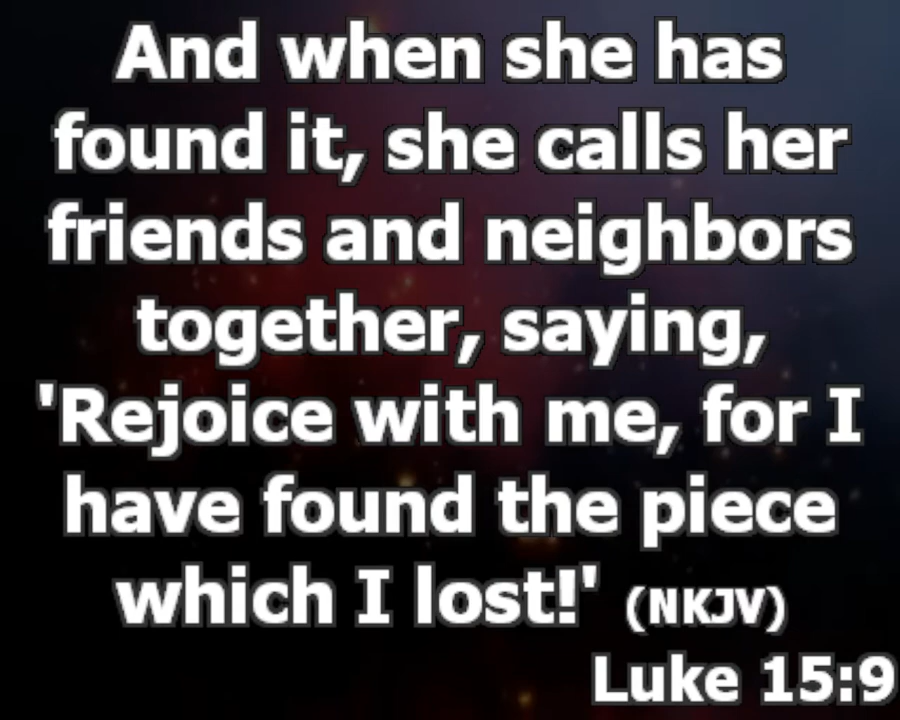 And when she has
found it, she calls her
friends and neighbors
together, saying,
'Rejoice with me, for I
have found the piece
which I lost!' (NKJV)
Luke 15:9